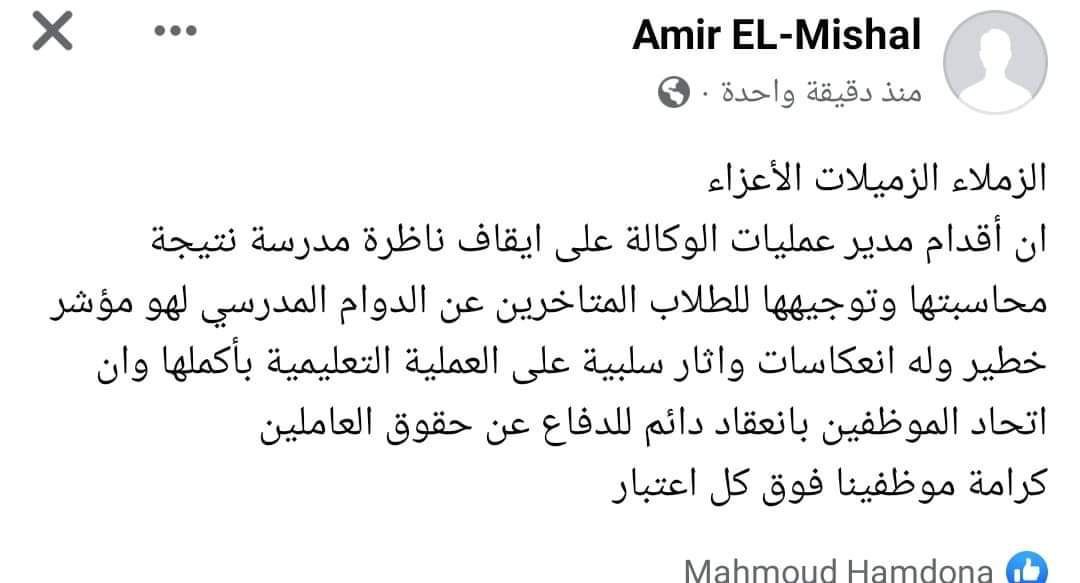 Amir EL-Mishal
منذ دقيقة واحدة ·
الزملاء الزميلات الأعزاء
ان أقدام مدير عمليات الوكالة على ايقاف ناظرة مدرسة نتيجة
محاسبتها وتوجيهها للطلاب المتاخرين عن الدوام المدرسي لهو مؤشر
خطير وله انعكاسات واثار سلبية على العملية التعليمية بأكملها وان
اتحاد الموظفين بانعقاد دائم للدفاع عن حقوق العاملين
كرامة موظفينا فوق كل اعتبار
Mahmoud Hamdona